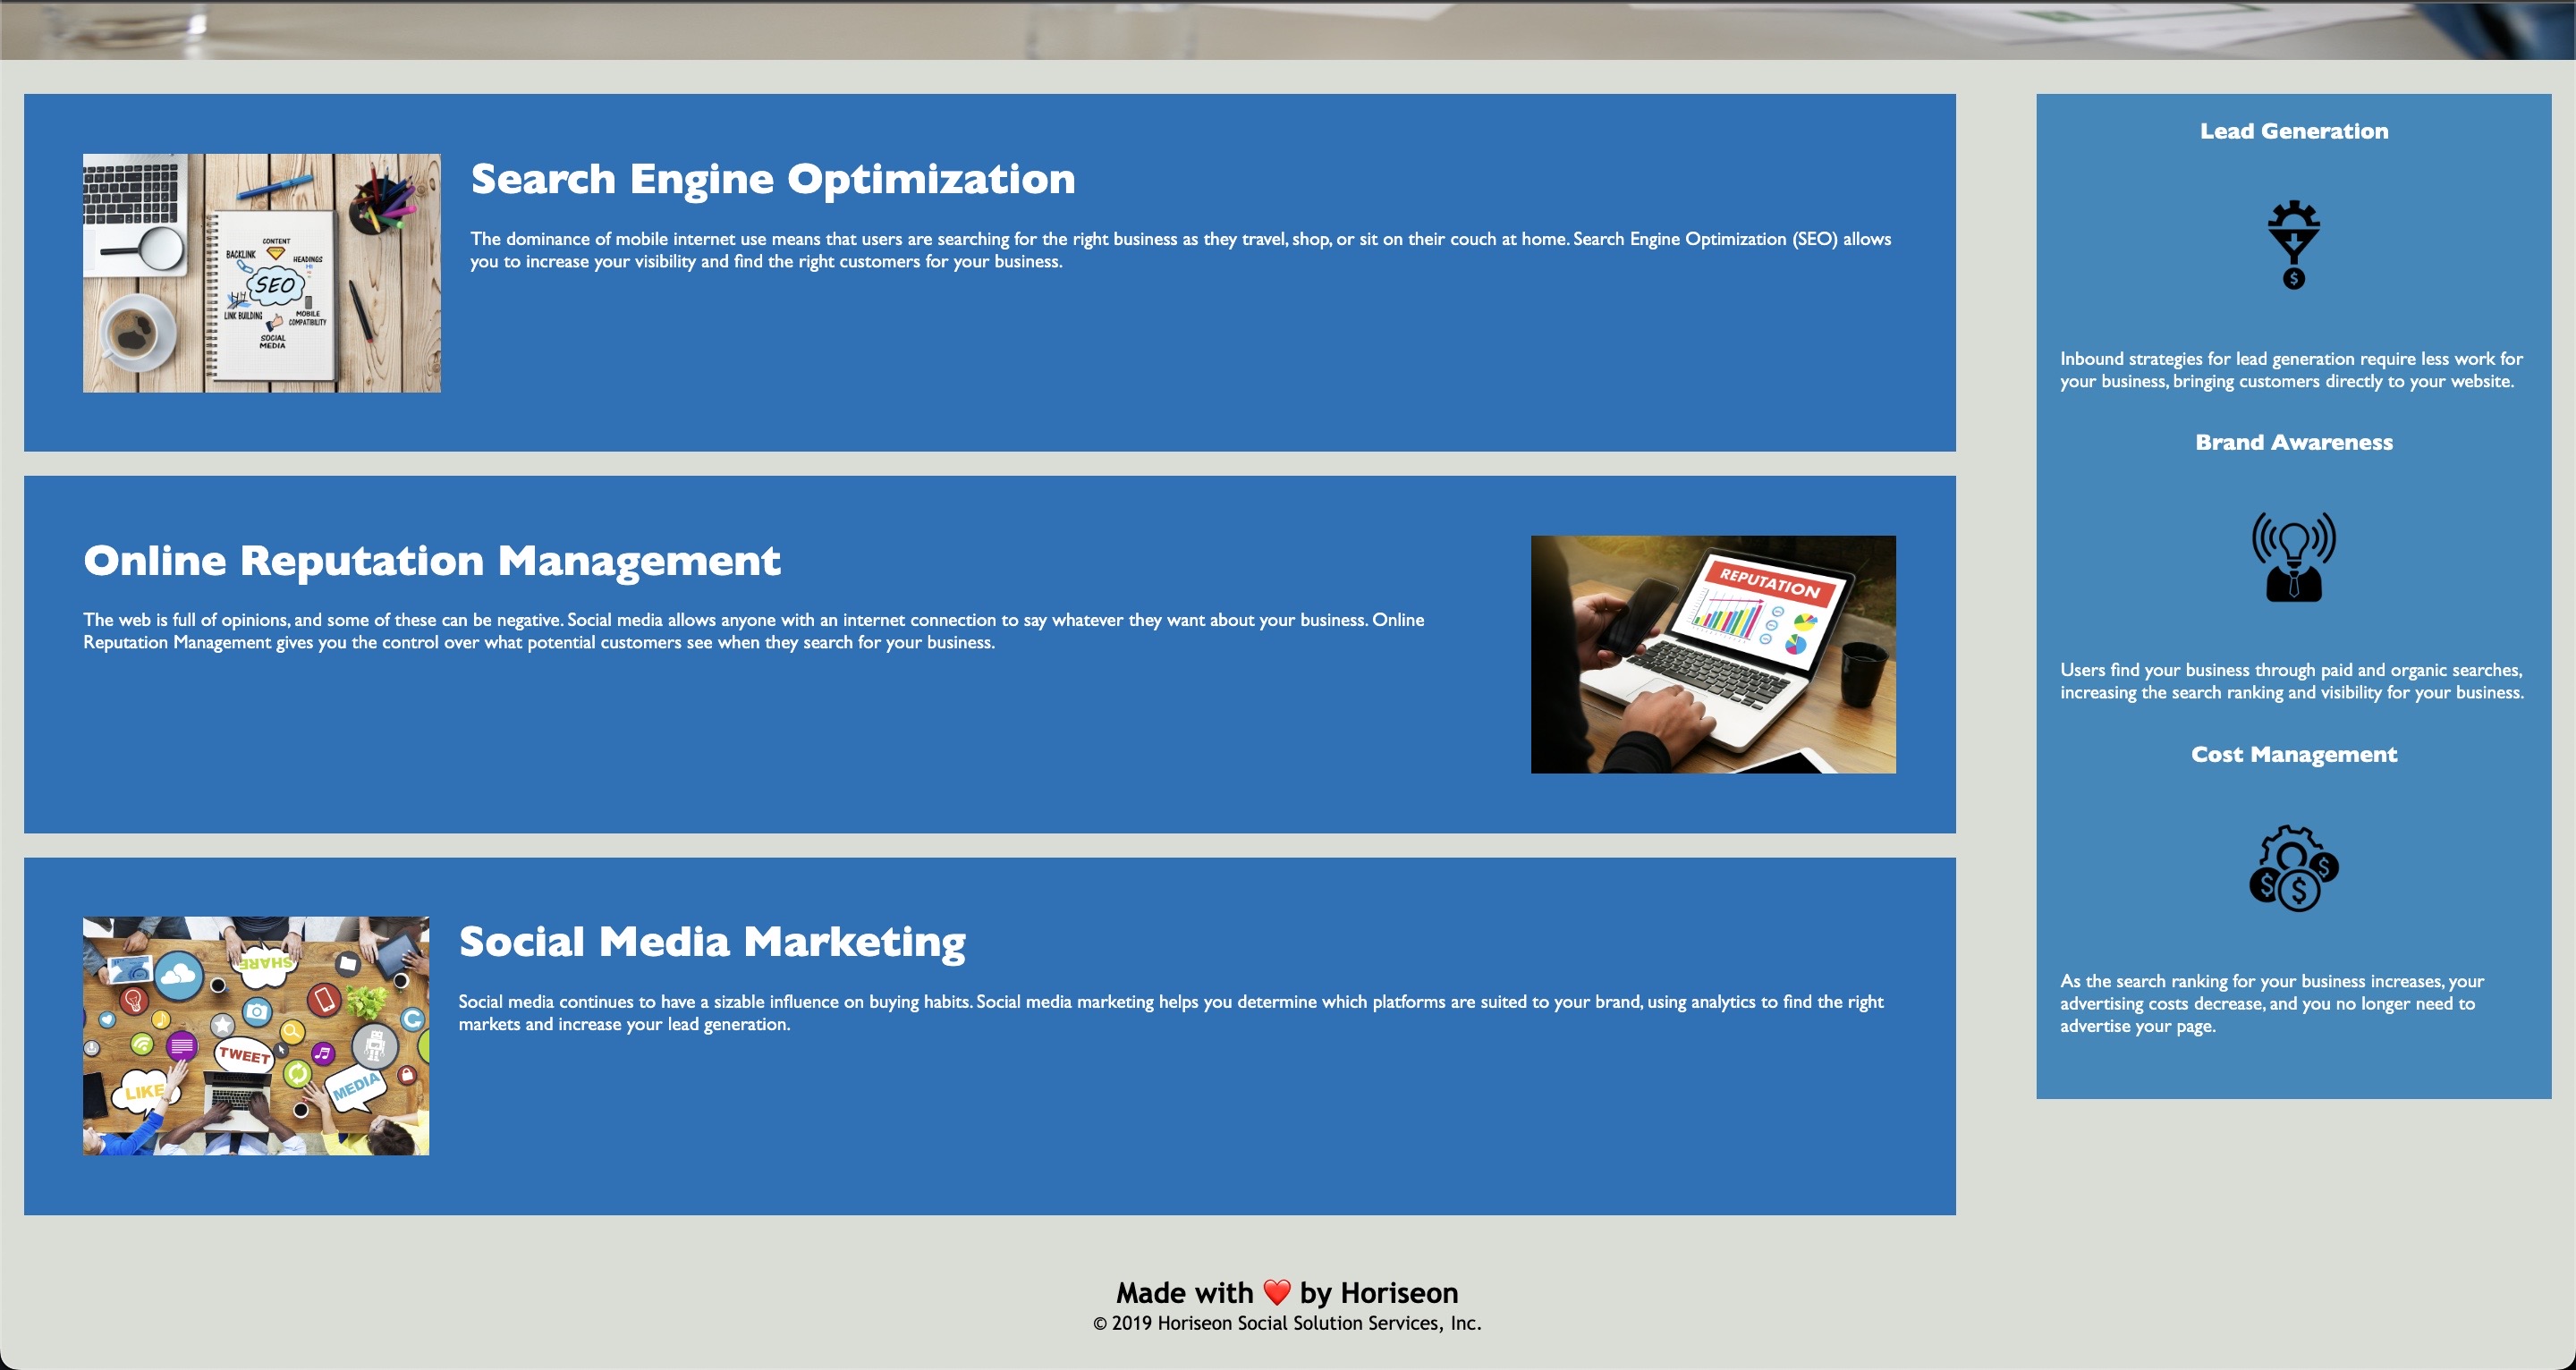 Search Engine Optimization
The dominance of mobile internet use means that users are searching for the right business as they travel, shop, or sit on their couch at home. Search Engine Optimization (SEO) allows
you to increase your visibility and find the right customers for your business.
CONTENT
BACKLINK
HEADINGS
SEO
LINK BUILDING
MOBILE
COMPATIBILITY
SOCIAL
MEDIA
Online Reputation Management
The web is full of opinions, and some of these can be negative. Social media allows anyone with an internet connection to say whatever they want about your business. Online
Reputation Management gives you the control over what potential customers see when they search for your business.
REPUTATION
Social Media Marketing
Social media continues to have a sizable influence on buying habits. Social media marketing helps you determine which platforms are suited to your brand, using analytics to find the right
markets and increase your lead generation.
SHARE
TWEET
LIKE
MEDIA
Lead Generation
$
Inbound strategies for lead generation require less work for
your business, bringing customers directly to your website.
Brand Awareness
Users find your business through paid and organic searches,
increasing the search ranking and visibility for your business.
Cost Management
$ $ $
As the search ranking for your business increases, your
advertising costs decrease, and you no longer need to
advertise your page.
Made with ❤️ by Horiseon
© 2019 Horiseon Social Solution Services, Inc.